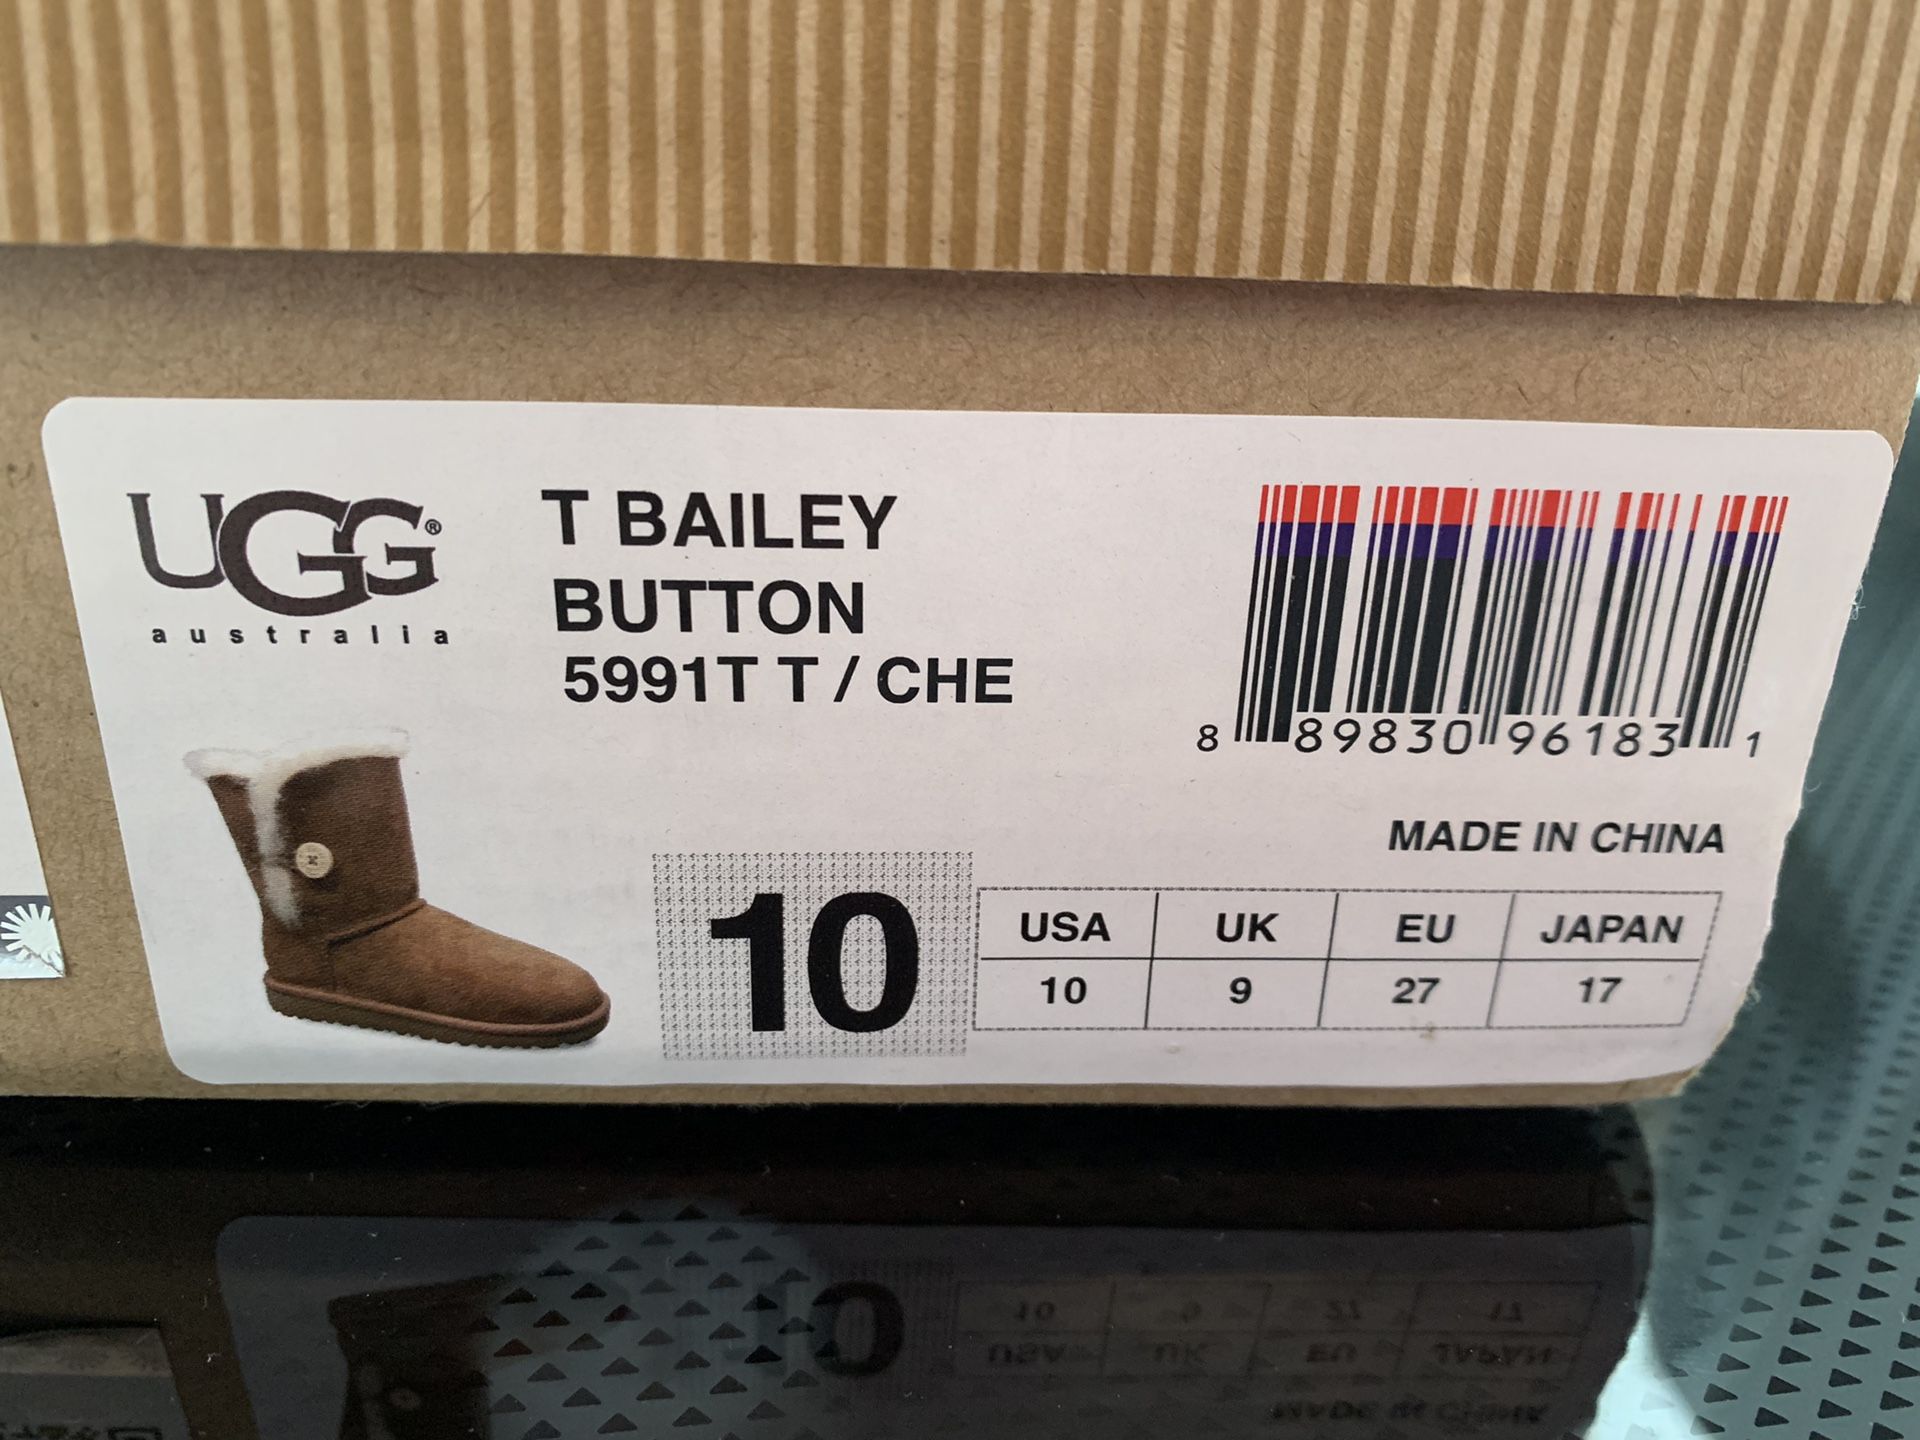 UGG®
australia
T BAILEY
BUTTON
5991T T / CHE
8 89830 96183 1
MADE IN CHINA
10
USA UK EU JAPAN
10 9 27 17